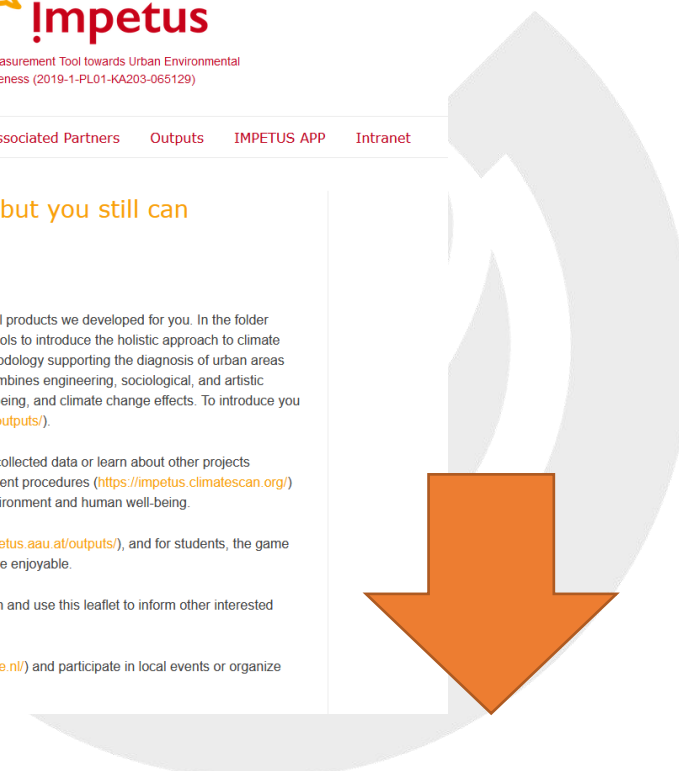 impetus
asurement Tool towards Urban Environmental
eness (2019-1-PL01-KA203-065129)
ssociated Partners Outputs IMPETUS APP Intranet
but you still can
l products we developed for you. In the folder
ols to introduce the holistic approach to climate
odology supporting the diagnosis of urban areas
mbines engineering, sociological, and artistic
eing, and climate change effects. To introduce you
outputs/).
collected data or learn about other projects
ent procedures (https://impetus.climatescan.org/)
ironment and human well-being.
etus.aau.at/outputs/), and for students, the game
e enjoyable.
n and use this leaflet to inform other interested
e.nl/) and participate in local events or organize